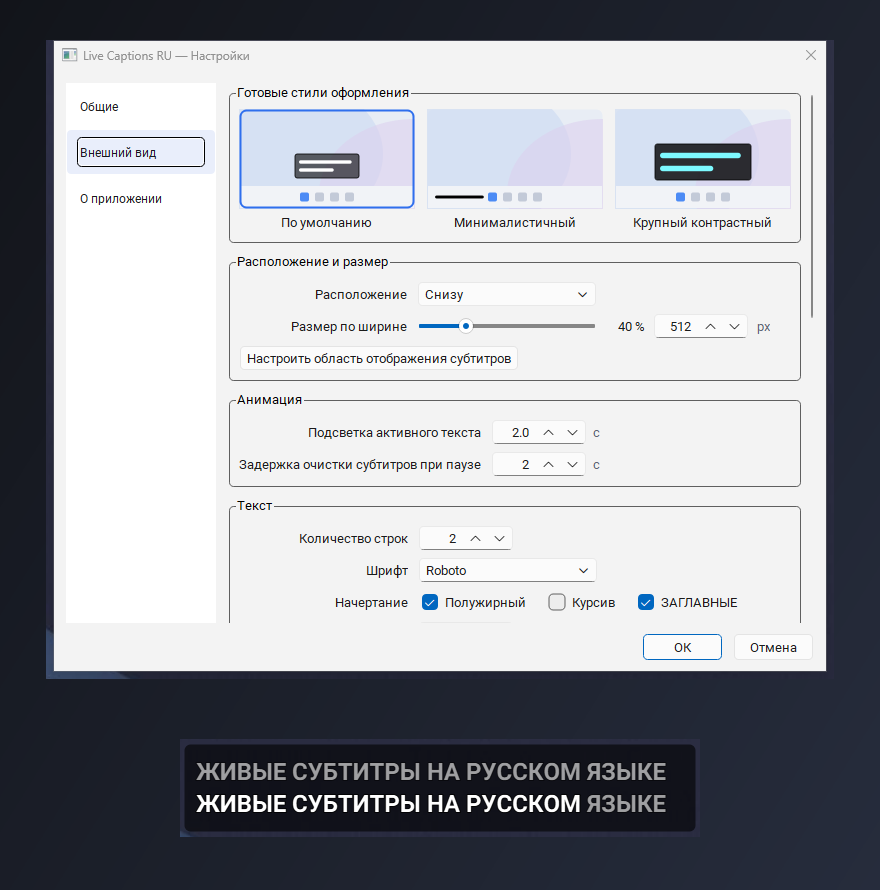 Live Captions RU — Настройки
Общие
Внешний вид
О приложении
Готовые стили оформления
По умолчанию
Минималистичный
Крупный контрастный
Расположение и размер
Расположение Снизу
Размер по ширине 40 % 512 px
Настроить область отображения субтитров
Анимация
Подсветка активного текста 2.0 с
Задержка очистки субтитров при паузе 2 с
Текст
Количество строк 2
Шрифт Roboto
Начертание Полужирный Курсив ЗАГЛАВНЫЕ
ОК Отмена
ЖИВЫЕ СУБТИТРЫ НА РУССКОМ ЯЗЫКЕ
ЖИВЫЕ СУБТИТРЫ НА РУССКОМ ЯЗЫКЕ